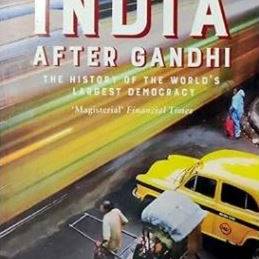 INDIA
AFTER GANDHI
THE HISTORY OF THE WORLD'S
LARGEST DEMOCRACY
'Magisterial' Financial Times